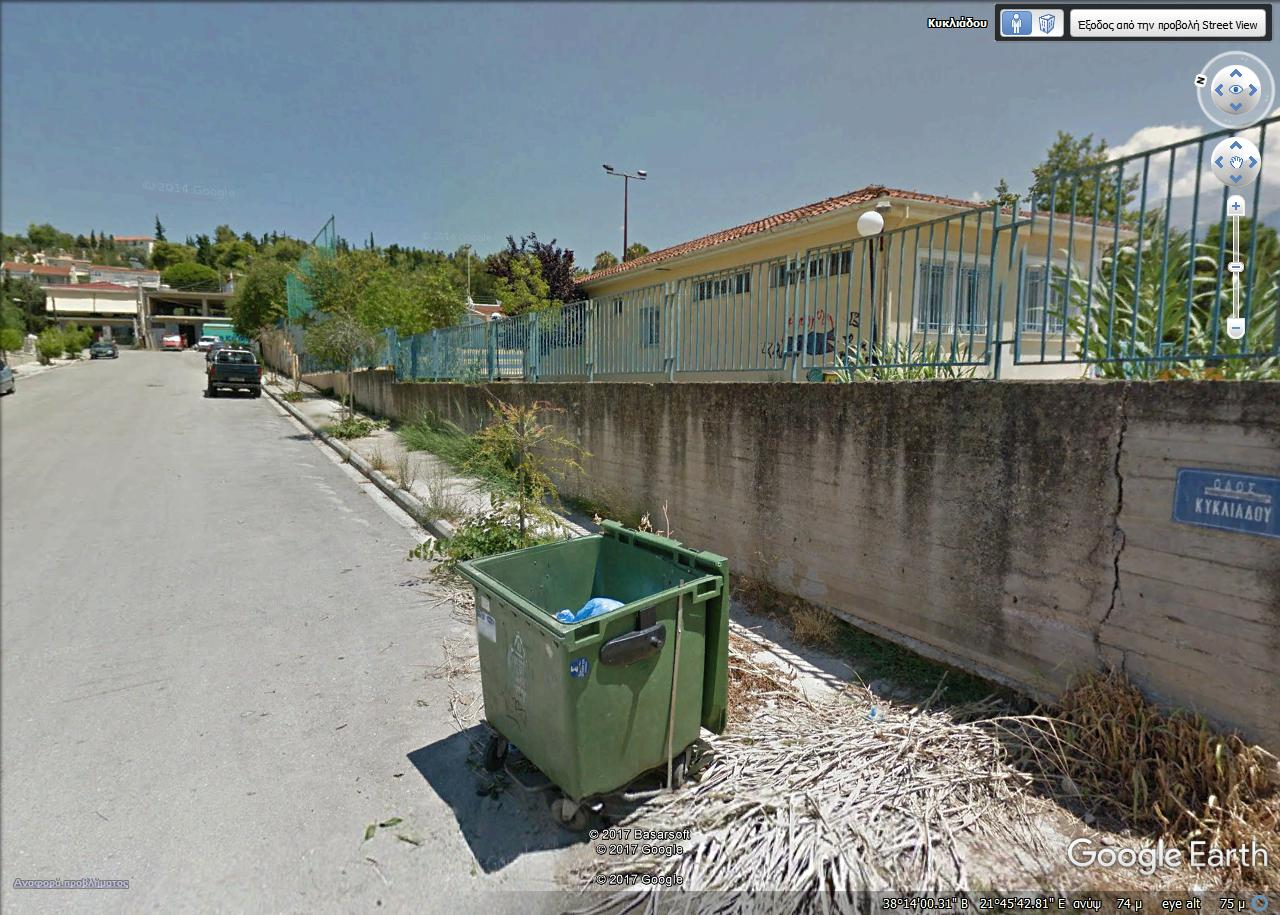 Κυκλιάδου
Έξοδος από την προβολή Street View
N
© 2014 Google
ΟΔΟΣ
ΚΥΚΛΙΑΔΟΥ
© 2017 Basarsoft
© 2017 Google
© 2017 Google
Google Earth
Αναφορά προβλήματος
38°14'00.31" Β 21°45'42.81" Ε ανύψ 74 μ eye alt 75 μ